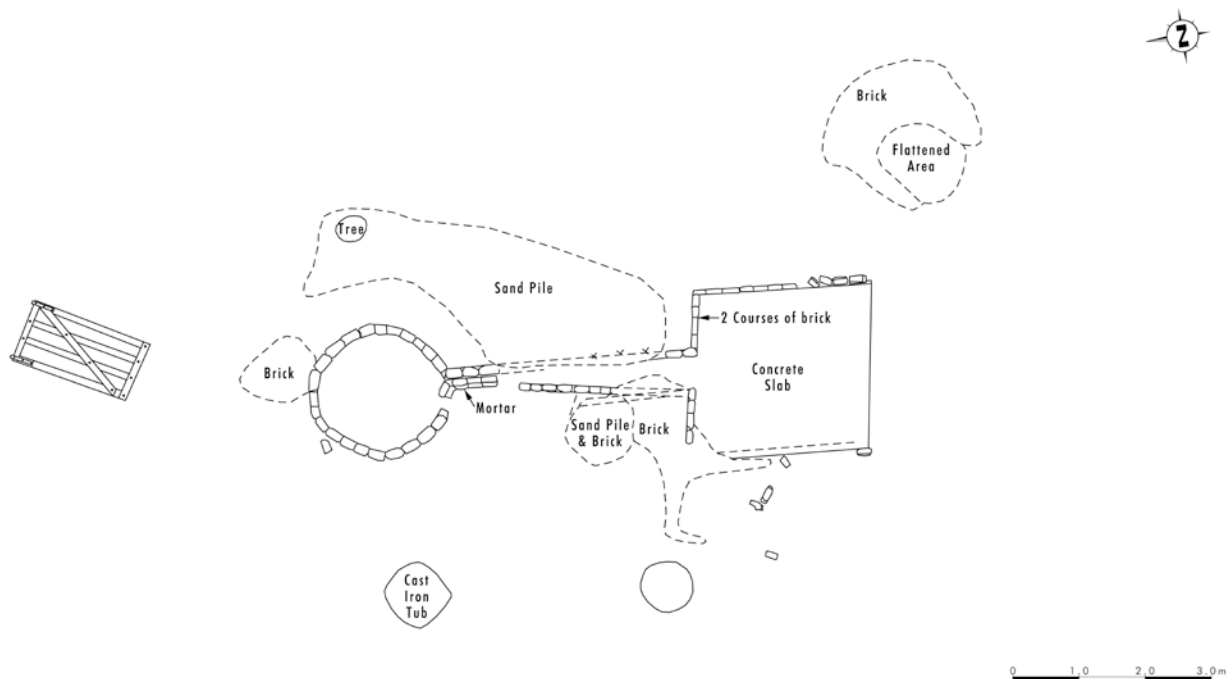 N
Brick
Flattened
Area
Tree
Sand Pile
2 Courses of brick
Concrete
Slab
Brick
Mortar
Sand Pile
& Brick
Brick
Cast
Iron
Tub
0 1.0 2.0 3.0m